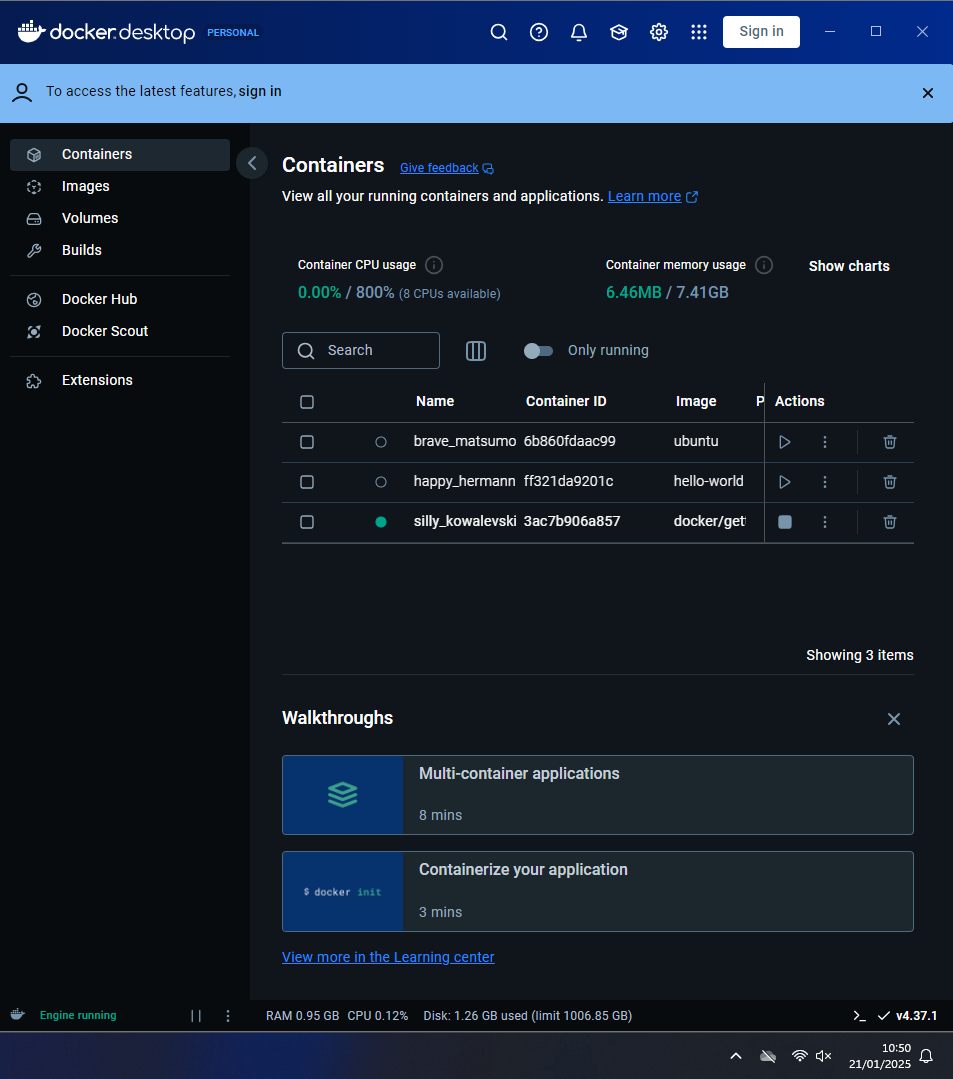 docker.desktop PERSONAL Sign in
To access the latest features, sign in
Containers
Images
Volumes
Builds
Docker Hub
Docker Scout
Extensions
Containers Give feedback
View all your running containers and applications. Learn more
Container CPU usage
0.00% / 800% (8 CPUs available)
Container memory usage
6.46MB / 7.41GB
Show charts
Search
Only running
Name Container ID Image P Actions
brave_matsumo 6b860fdaac99 ubuntu
happy_hermann ff321da9201c hello-world
silly_kowalevski 3ac7b906a857 docker/gett
Showing 3 items
Walkthroughs
Multi-container applications
8 mins
$ docker init
Containerize your application
3 mins
View more in the Learning center
Engine running RAM 0.95 GB CPU 0.12% Disk: 1.26 GB used (limit 1006.85 GB) v4.37.1
10:50
21/01/2025